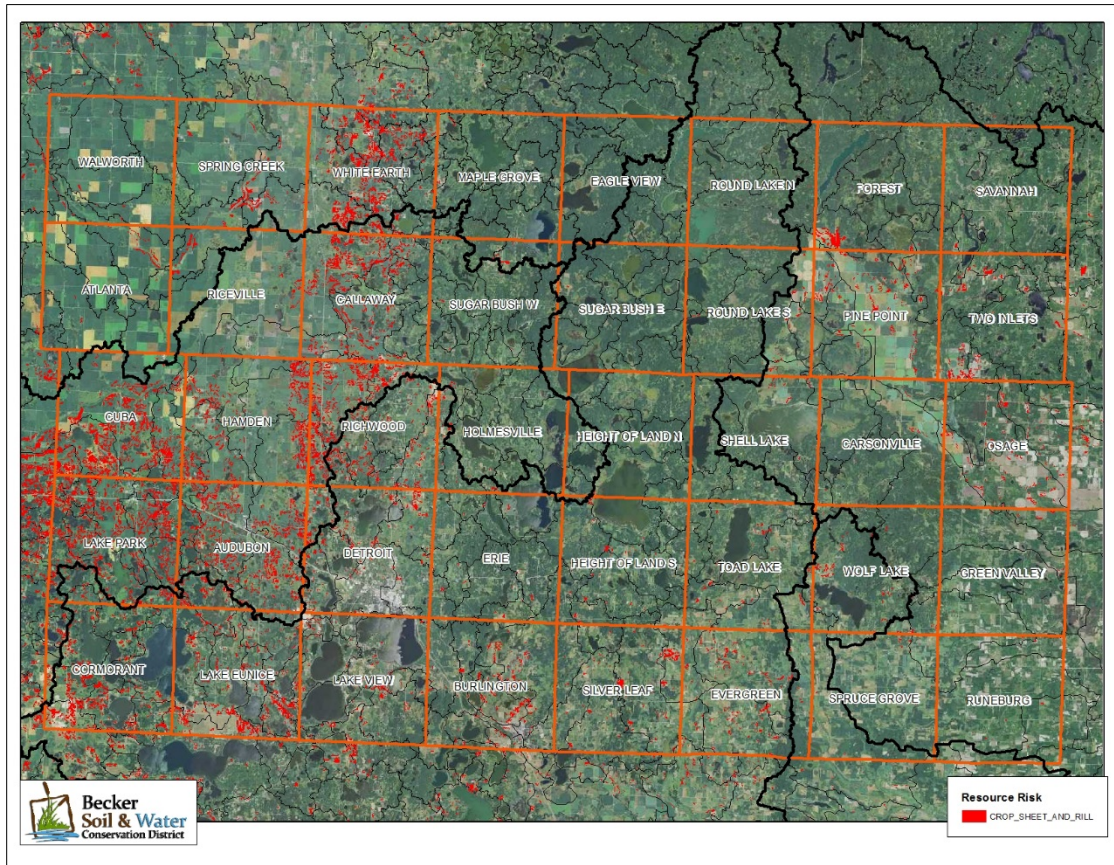 WALWORTH
SPRING CREEK
WHITE EARTH
MAPLE GROVE
EAGLE VIEW
ROUND LAKE N
FOREST
SAVANNAH
ATLANTA
RICEVILLE
CALLAWAY
SUGAR BUSH W
SUGAR BUSH E
ROUND LAKE S
PINE POINT
TWO INLETS
CUBA
HAMDEN
RICHWOOD
HOLMESVILLE
HEIGHT OF LAND N
SHELL LAKE
CARSONVILLE
OSAGE
LAKE PARK
AUDUBON
DETROIT
ERIE
HEIGHT OF LAND S
TOAD LAKE
WOLF LAKE
GREEN VALLEY
CORMORANT
LAKE EUNICE
LAKE VIEW
BURLINGTON
SILVER LEAF
EVERGREEN
SPRUCE GROVE
RUNEBURG
Becker
Soil & Water
Conservation District
Resource Risk
CROP_SHEET_AND_RILL